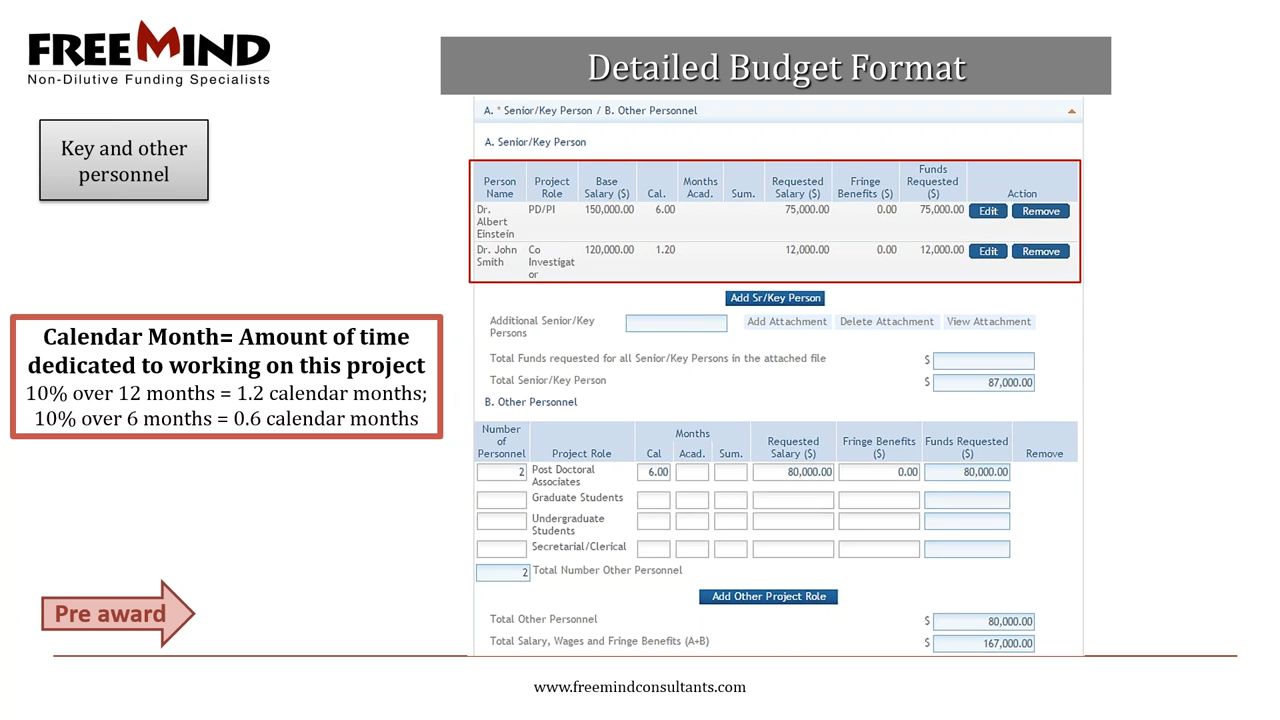 FREEMIND
Non-Dilutive Funding Specialists
Detailed Budget Format
Key and other
personnel
A. * Senior/Key Person / B. Other Personnel
A. Senior/Key Person
Person Name Project Role Base Salary ($) Cal. Months Acad. Sum. Requested Salary ($) Fringe Benefits ($) Funds Requested ($) Action
Dr. Albert Einstein PD/PI 150,000.00 6.00 75,000.00 0.00 75,000.00 Edit Remove
Dr. John Smith Co Investigator 120,000.00 1.20 12,000.00 0.00 12,000.00 Edit Remove
Add Sr/Key Person
Additional Senior/Key Persons Add Attachment Delete Attachment View Attachment
Total Funds requested for all Senior/Key Persons in the attached file $
Total Senior/Key Person $ 87,000.00
B. Other Personnel
Number of Personnel Project Role Cal Months Acad. Sum. Requested Salary ($) Fringe Benefits ($) Funds Requested ($) Remove
2 Post Doctoral Associates 6.00 80,000.00 0.00 80,000.00
Graduate Students
Undergraduate Students
Secretarial/Clerical
2 Total Number Other Personnel
Add Other Project Role
Total Other Personnel $ 80,000.00
Total Salary, Wages and Fringe Benefits (A+B) $ 167,000.00
Calendar Month= Amount of time
dedicated to working on this project
10% over 12 months = 1.2 calendar months;
10% over 6 months = 0.6 calendar months
Pre award
www.freemindconsultants.com